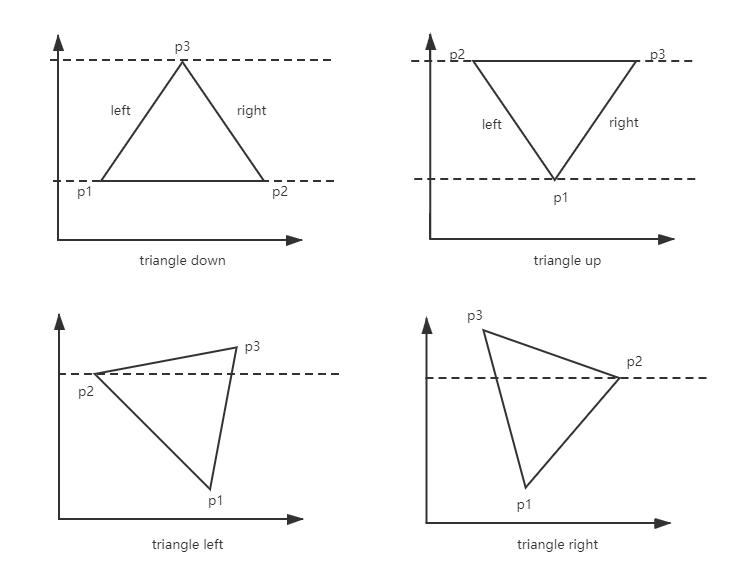 p3
left
right
p1
p2
triangle down
p2
p3
left
right
p1
triangle up
p3
p2
p1
triangle left
p3
p2
p1
triangle right